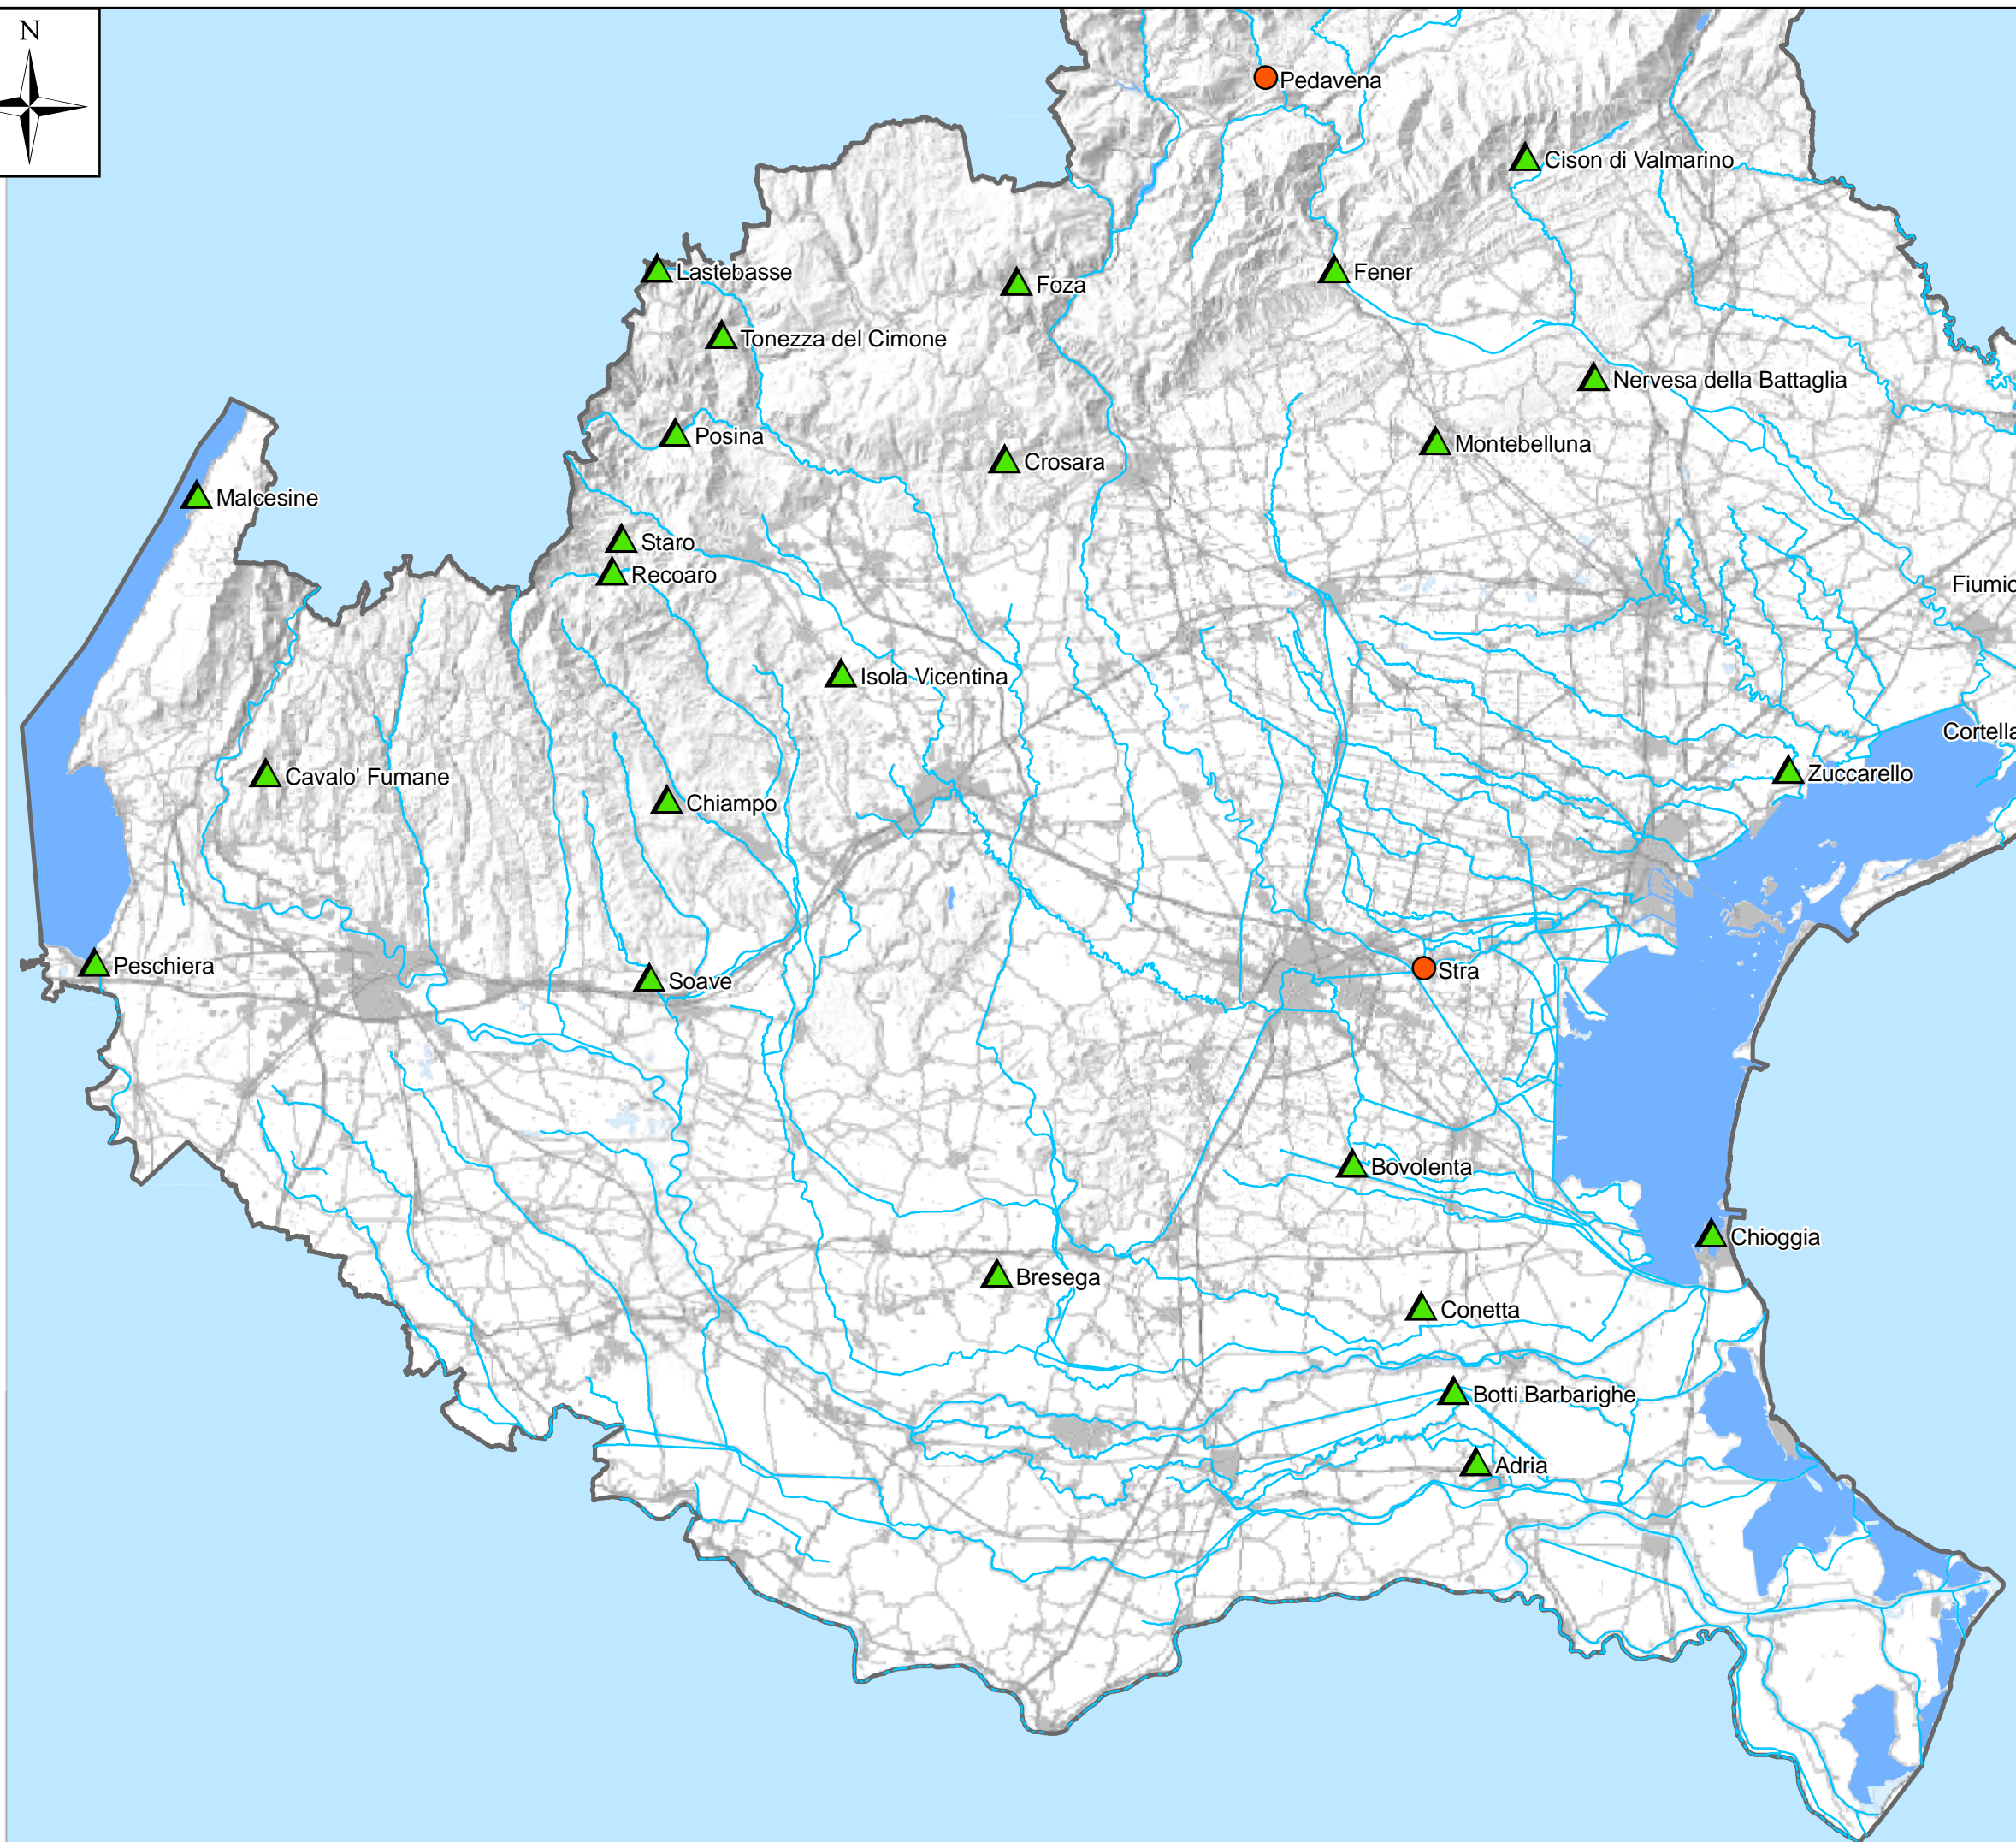 N
Pedavena
Cison di Valmarino
Lastebasse
Foza
Fener
Tonezza del Cimone
Nervesa della Battaglia
Posina
Montebelluna
Crosara
Malcesine
Staro
Recoaro
Fiumic
Isola Vicentina
Cortella
Cavalo' Fumane
Zuccarello
Chiampo
Peschiera
Stra
Soave
Bovolenta
Chioggia
Bresega
Conetta
Botti Barbarighe
Adria